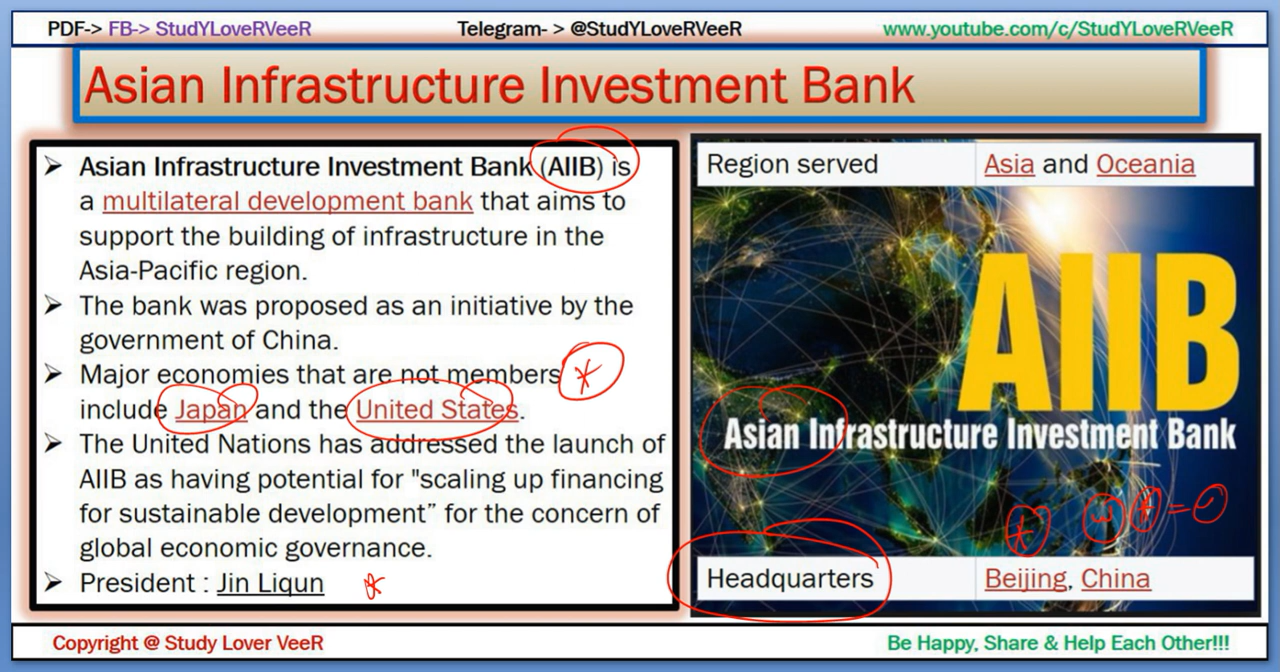 PDF-> FB-> StudYLoveRVeeR
Telegram- > @StudYLoveRVeeR
www.youtube.com/c/StudYLoveRVeeR
Asian Infrastructure Investment Bank
➤ Asian Infrastructure Investment Bank (AIIB) is
a multilateral development bank that aims to
support the building of infrastructure in the
Asia-Pacific region.
➤ The bank was proposed as an initiative by the
government of China.
➤ Major economies that are not members
include Japan and the United States.
➤ The United Nations has addressed the launch of
AIIB as having potential for "scaling up financing
for sustainable development” for the concern of
global economic governance.
➤ President : Jin Liqun
Region served Asia and Oceania
AIIB
Asian Infrastructure Investment Bank
Headquarters Beijing, China
Copyright @ Study Lover VeeR
Be Happy, Share & Help Each Other!!!